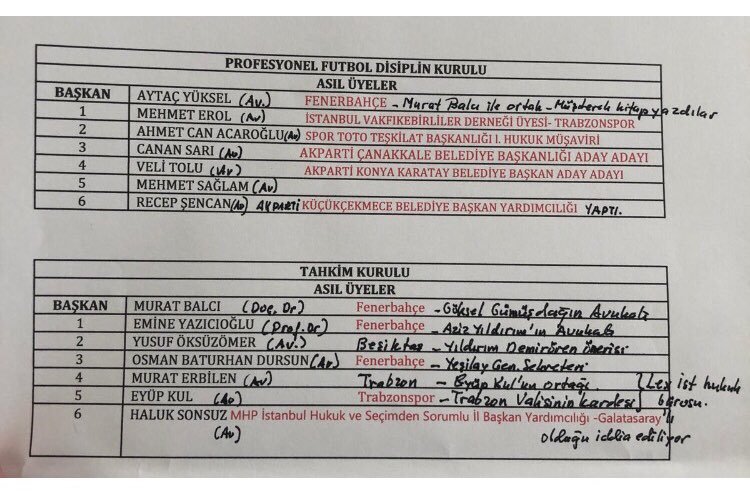 PROFESYONEL FUTBOL DİSİPLİN KURULU
ASIL ÜYELER
BAŞKAN AYTAÇ YÜKSEL (Av.) FENERBAHÇE - Murat Balcı ile ortak - Müşterek kitap yazdılar
1 MEHMET EROL (Av) İSTANBUL VAKFIKEBİRLİLER DERNEĞİ ÜYESİ- TRABZONSPOR
2 AHMET CAN ACAROĞLU (Av) SPOR TOTO TEŞKİLAT BAŞKANLIĞI I. HUKUK MÜŞAVİRİ
3 CANAN SARI (Av) AKPARTİ ÇANAKKALE BELEDİYE BAŞKANLIĞI ADAY ADAYI
4 VELİ TOLU (Av) AKPARTİ KONYA KARATAY BELEDİYE BAŞKAN ADAY ADAYI
5 MEHMET SAĞLAM (Av)
6 RECEP ŞENCAN (Av) AKPARTİ KÜÇÜKÇEKMECE BELEDİYE BAŞKAN YARDIMCILIĞI YAPTI.
TAHKİM KURULU
ASIL ÜYELER
BAŞKAN MURAT BALCI (Doç. Dr) Fenerbahçe - Göksel Gümüşdağın Avukatı
1 EMİNE YAZICIOĞLU (Prof. Dr) Fenerbahçe - Aziz Yıldırım'ın Avukatı
2 YUSUF ÖKSÜZÖMER (Av.) Beşiktaş - Yıldırım Demirören önerisi
3 OSMAN BATURHAN DURSUN (Av) Fenerbahçe - Yeşilay Gen. Sekreteri
4 MURAT ERBİLEN (Av) Trabzon - Eyüp Kul'un ortağı. } Lex ist hukuk
5 EYÜP KUL (Av) Trabzonspor - Trabzon Valisinin kardeşi } bürosu.
6 HALUK SONSUZ MHP İstanbul Hukuk ve Seçimden Sorumlu İl Başkan Yardımcılığı -Galatasaray'lı
(Av) olduğu iddia ediliyor